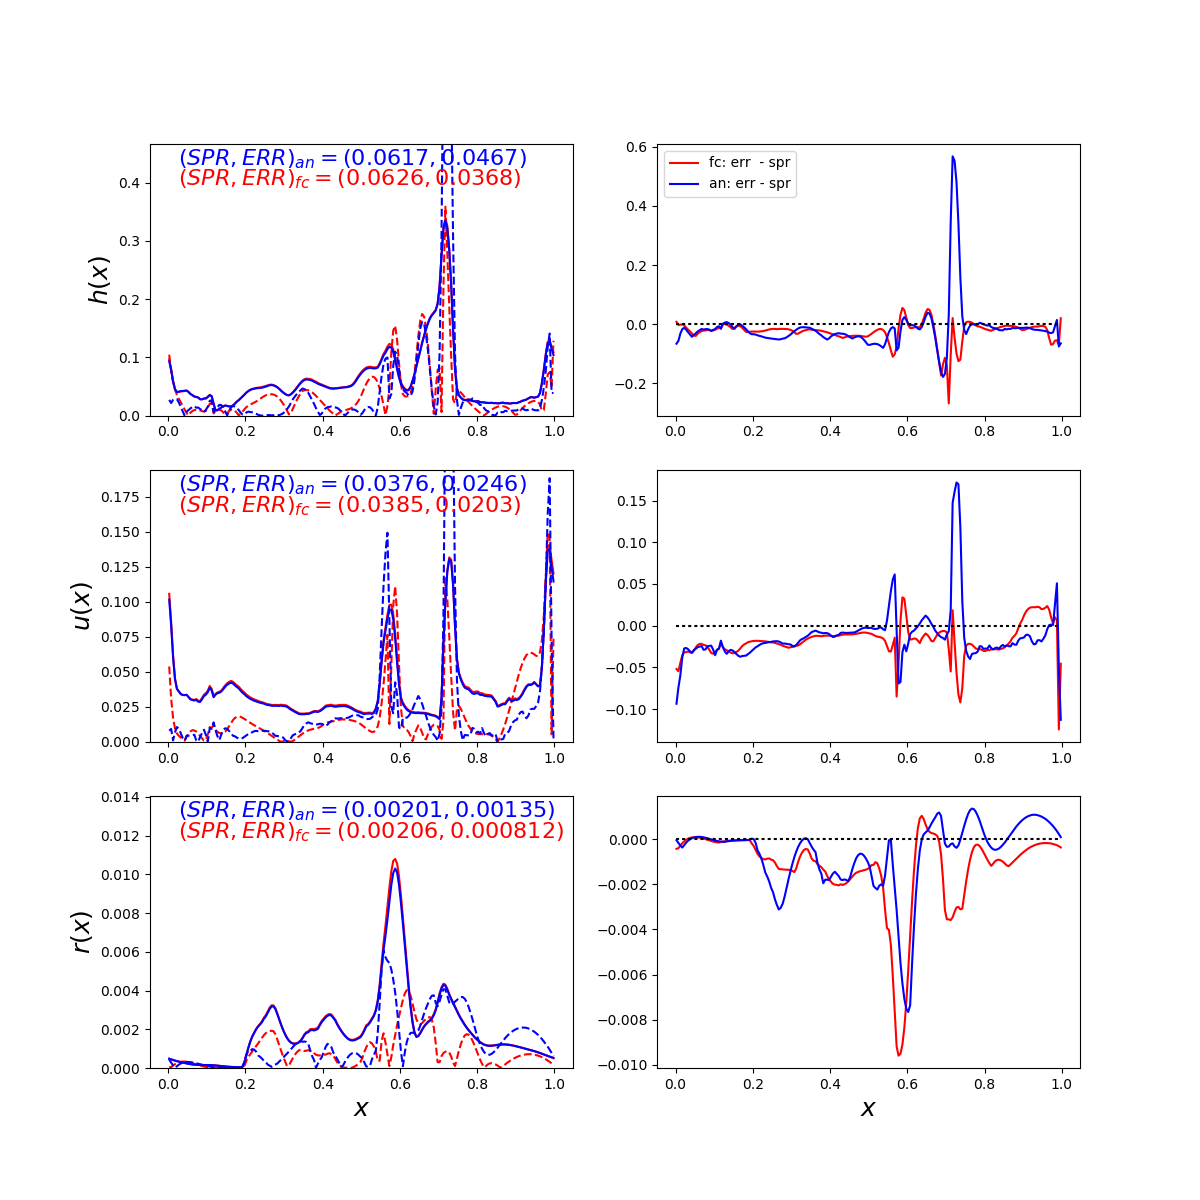 (SPR, ERR)an = (0.0617, 0.0467)
(SPR, ERR)fc = (0.0626, 0.0368)
h(x)
0.4
0.3
0.2
0.1
0.0
0.0 0.2 0.4 0.6 0.8 1.0
fc: err - spr
an: err - spr
0.6
0.4
0.2
0.0
−0.2
0.0 0.2 0.4 0.6 0.8 1.0
(SPR, ERR)an = (0.0376, 0.0246)
(SPR, ERR)fc = (0.0385, 0.0203)
u(x)
0.175
0.150
0.125
0.100
0.075
0.050
0.025
0.000
0.0 0.2 0.4 0.6 0.8 1.0
0.15
0.10
0.05
0.00
−0.05
−0.10
0.0 0.2 0.4 0.6 0.8 1.0
(SPR, ERR)an = (0.00201, 0.00135)
(SPR, ERR)fc = (0.00206, 0.000812)
r(x)
0.014
0.012
0.010
0.008
0.006
0.004
0.002
0.000
0.0 0.2 0.4 0.6 0.8 1.0
x
0.000
−0.002
−0.004
−0.006
−0.008
−0.010
0.0 0.2 0.4 0.6 0.8 1.0
x